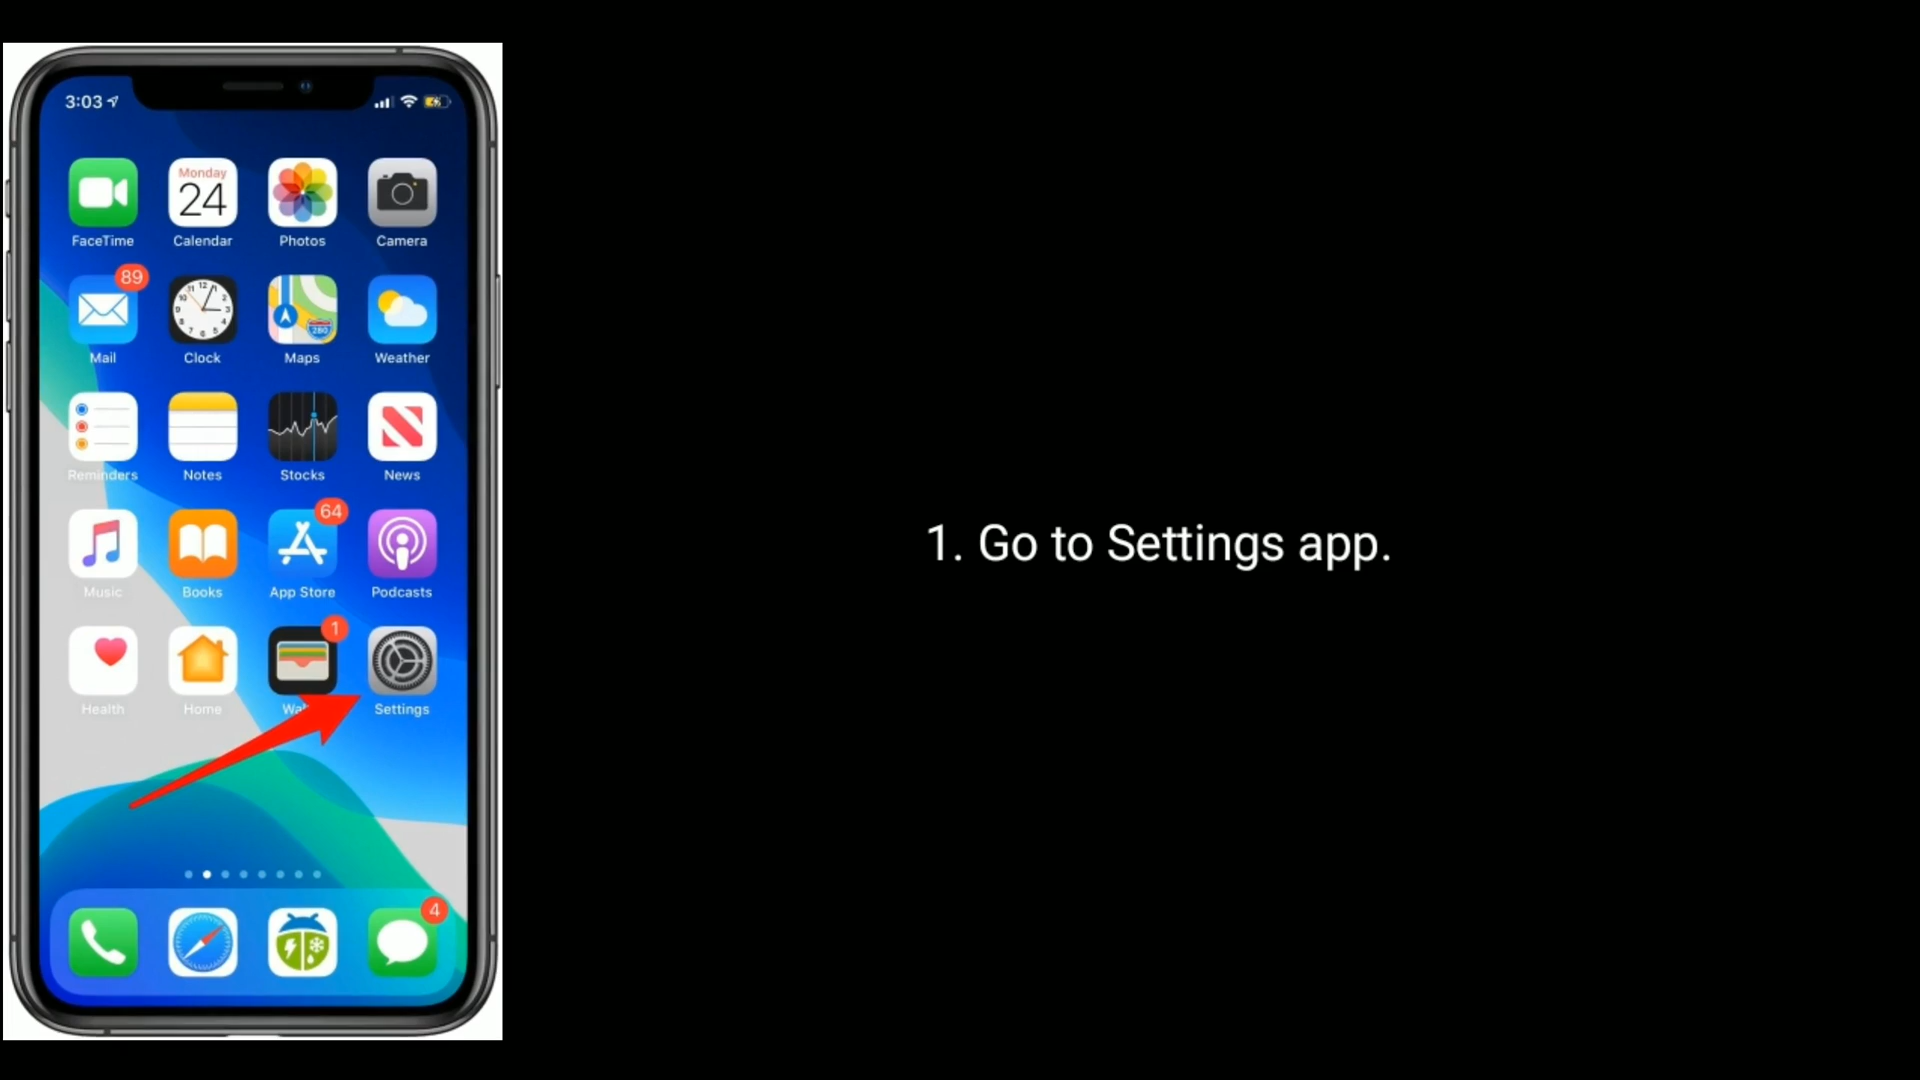 3:03
FaceTime
Monday
24
Calendar
Photos
Camera
89
Mail
Clock
280
Maps
Weather
Reminders
Notes
Stocks
News
Music
Books
64
App Store
Podcasts
Health
Home
1
Settings
4
1. Go to Settings app.